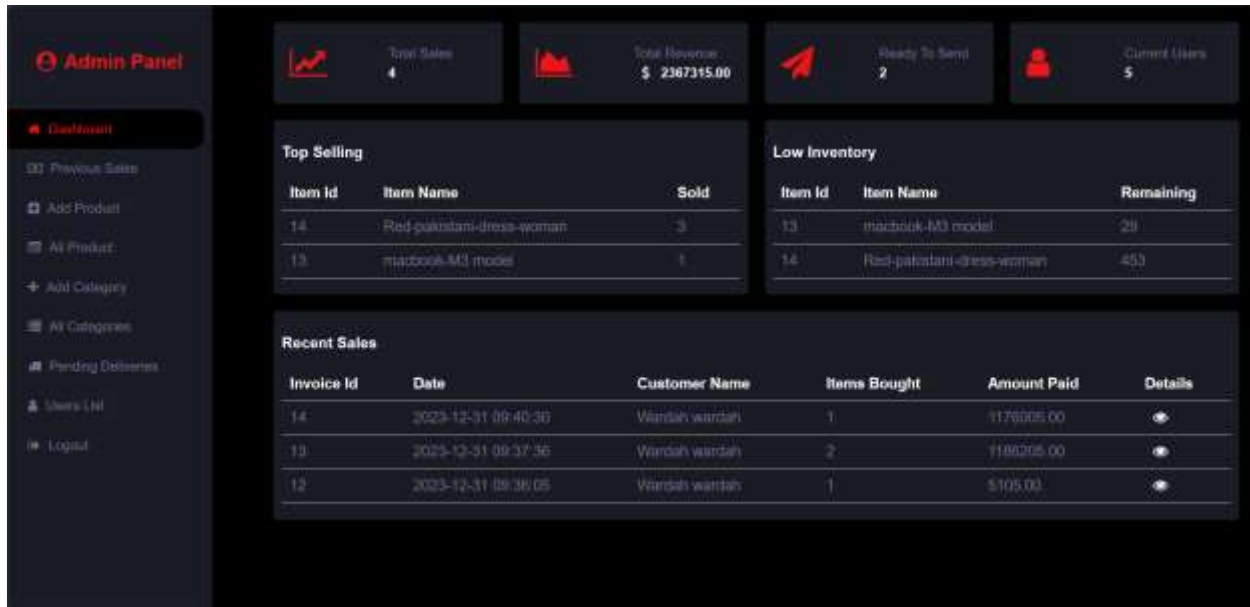 Admin Panel
Dashboard
Previous Sales
Add Product
All Product
Add Category
All Categories
Pending Deliveries
Users List
Logout
Total Sales
4
Total Revenue
$ 2367315.00
Ready To Send
2
Current Users
5
Top Selling
Item Id Item Name Sold
14 Red-pakistani-dress-woman 3
13 macbook-M3 model 1
Low Inventory
Item Id Item Name Remaining
13 macbook-M3 model 29
14 Red-pakistani-dress-woman 453
Recent Sales
Invoice Id Date Customer Name Items Bought Amount Paid Details
14 2023-12-31 09:40:36 Wardah wardah 1 1176005.00
13 2023-12-31 09:37:36 Wardah wardah 2 1186205.00
12 2023-12-31 09:36:05 Wardah wardah 1 5105.00